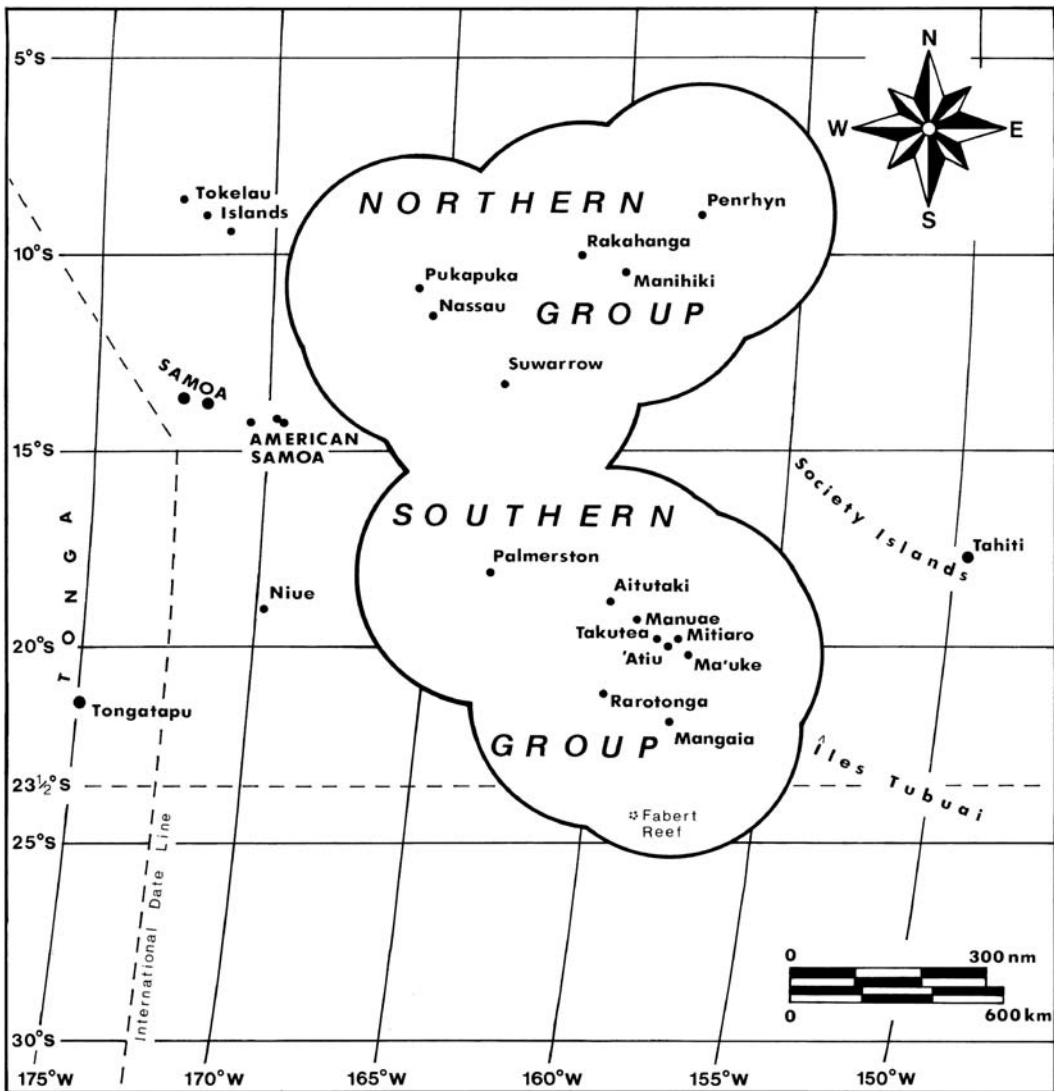 N
W E
S
5°S
10°S
15°S
20°S
23½°S
25°S
30°S
175°W
170°W
165°W
160°W
155°W
150°W
Tokelau
Islands
NORTHERN
GROUP
Penrhyn
Rakahanga
Manihiki
Pukapuka
Nassau
Suwarrow
SAMOA
AMERICAN
SAMOA
SOUTHERN
GROUP
Palmerston
Aitutaki
Manuae
Takutea
Mitiaro
'Atiu
Ma'uke
Rarotonga
Mangaia
Fabert
Reef
Society Islands
Tahiti
Niue
TONGA
Tongatapu
Îles Tubuai
International Date Line
0 300 nm
0 600 km